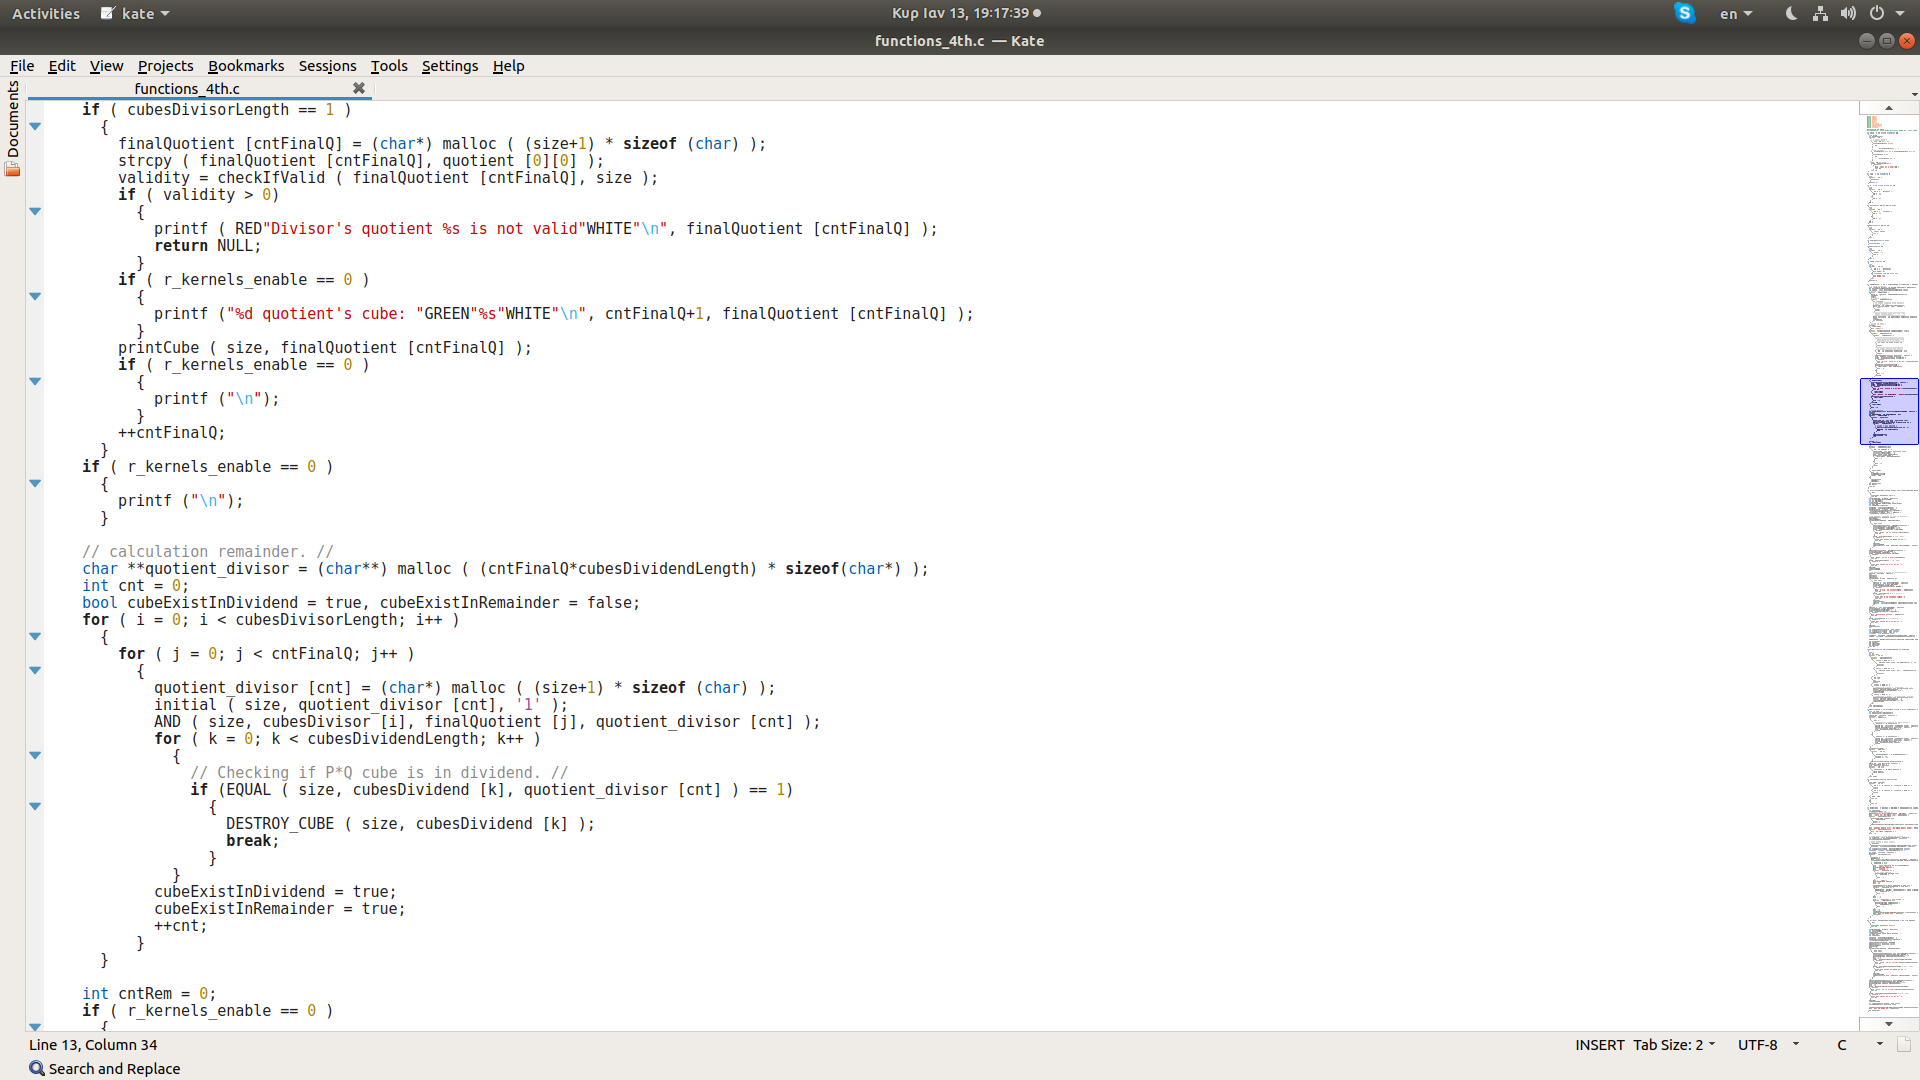 Activities kate Κυρ Ιαν 13, 19:17:39 en
functions_4th.c — Kate
File Edit View Projects Bookmarks Sessions Tools Settings Help
Documents
functions_4th.c
if ( cubesDivisorLength == 1 )
{
finalQuotient [cntFinalQ] = (char*) malloc ( (size+1) * sizeof (char) );
strcpy ( finalQuotient [cntFinalQ], quotient [0][0] );
validity = checkIfValid ( finalQuotient [cntFinalQ], size );
if ( validity > 0)
{
printf ( RED"Divisor's quotient %s is not valid"WHITE"\n", finalQuotient [cntFinalQ] );
return NULL;
}
if ( r_kernels_enable == 0 )
{
printf ("%d quotient's cube: "GREEN"%s"WHITE"\n", cntFinalQ+1, finalQuotient [cntFinalQ] );
}
printCube ( size, finalQuotient [cntFinalQ] );
if ( r_kernels_enable == 0 )
{
printf ("\n");
}
++cntFinalQ;
}
if ( r_kernels_enable == 0 )
{
printf ("\n");
}
// calculation remainder. //
char **quotient_divisor = (char**) malloc ( (cntFinalQ*cubesDividendLength) * sizeof(char*) );
int cnt = 0;
bool cubeExistInDividend = true, cubeExistInRemainder = false;
for ( i = 0; i < cubesDivisorLength; i++ )
{
for ( j = 0; j < cntFinalQ; j++ )
{
quotient_divisor [cnt] = (char*) malloc ( (size+1) * sizeof (char) );
initial ( size, quotient_divisor [cnt], '1' );
AND ( size, cubesDivisor [i], finalQuotient [j], quotient_divisor [cnt] );
for ( k = 0; k < cubesDividendLength; k++ )
{
// Checking if P*Q cube is in dividend. //
if (EQUAL ( size, cubesDividend [k], quotient_divisor [cnt] ) == 1)
{
DESTROY_CUBE ( size, cubesDividend [k] );
break;
}
}
cubeExistInDividend = true;
cubeExistInRemainder = true;
++cnt;
}
}
int cntRem = 0;
if ( r_kernels_enable == 0 )
{
Line 13, Column 34 INSERT Tab Size: 2 UTF-8 C
Search and Replace